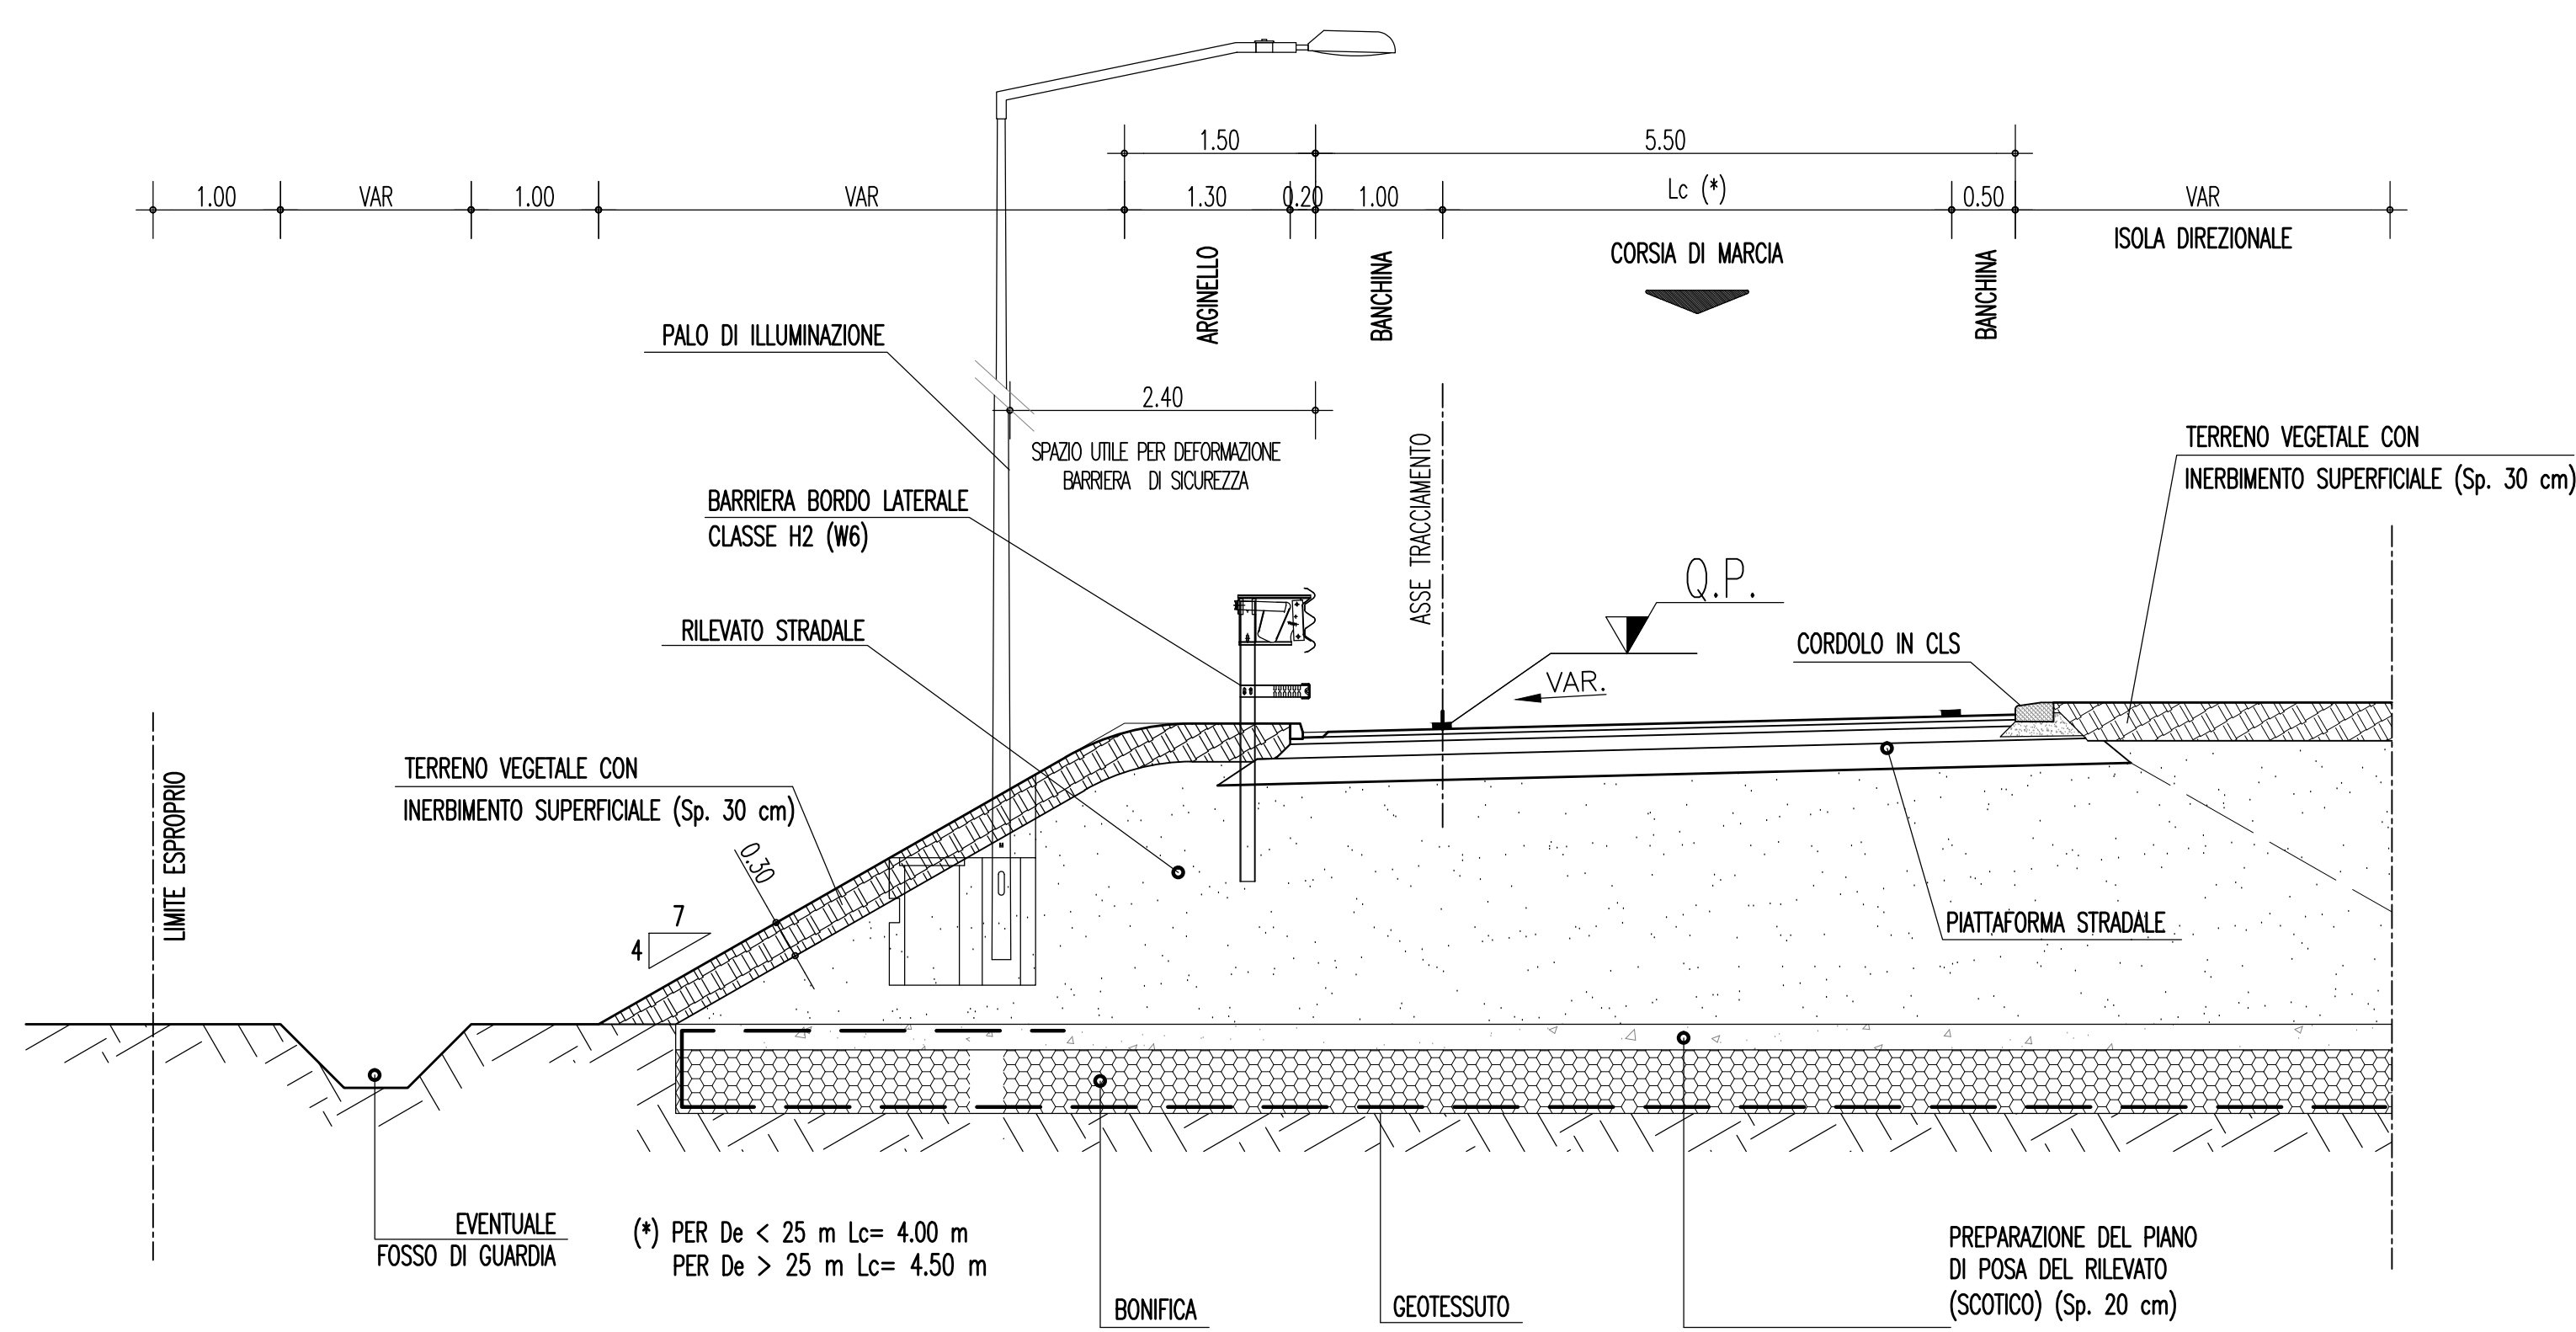 1.50
5.50
1.00
VAR
1.00
VAR
1.30
0.20
1.00
Lc (*)
0.50
VAR
ISOLA DIREZIONALE
CORSIA DI MARCIA
ARGINELLO
BANCHINA
BANCHINA
PALO DI ILLUMINAZIONE
2.40
SPAZIO UTILE PER DEFORMAZIONE
BARRIERA DI SICUREZZA
ASSE TRACCIAMENTO
TERRENO VEGETALE CON
INERBIMENTO SUPERFICIALE (Sp. 30 cm)
BARRIERA BORDO LATERALE
CLASSE H2 (W6)
Q.P.
RILEVATO STRADALE
CORDOLO IN CLS
VAR.
LIMITE ESPROPRIO
TERRENO VEGETALE CON
INERBIMENTO SUPERFICIALE (Sp. 30 cm)
0.30
7
4
PIATTAFORMA STRADALE
EVENTUALE
FOSSO DI GUARDIA
(*) PER De < 25 m Lc= 4.00 m
PER De > 25 m Lc= 4.50 m
BONIFICA
GEOTESSUTO
PREPARAZIONE DEL PIANO
DI POSA DEL RILEVATO
(SCOTICO) (Sp. 20 cm)